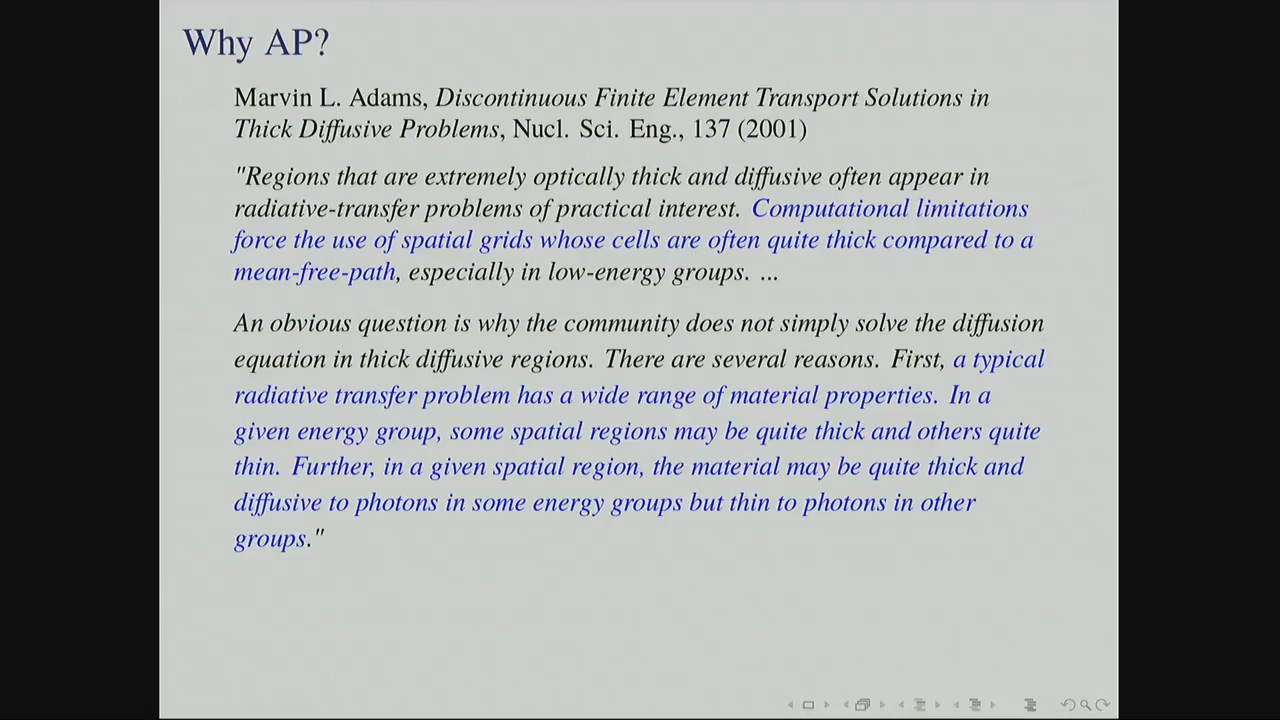 Why AP?
Marvin L. Adams, Discontinuous Finite Element Transport Solutions in
Thick Diffusive Problems, Nucl. Sci. Eng., 137 (2001)
"Regions that are extremely optically thick and diffusive often appear in
radiative-transfer problems of practical interest. Computational limitations
force the use of spatial grids whose cells are often quite thick compared to a
mean-free-path, especially in low-energy groups. ...
An obvious question is why the community does not simply solve the diffusion
equation in thick diffusive regions. There are several reasons. First, a typical
radiative transfer problem has a wide range of material properties. In a
given energy group, some spatial regions may be quite thick and others quite
thin. Further, in a given spatial region, the material may be quite thick and
diffusive to photons in some energy groups but thin to photons in other
groups."